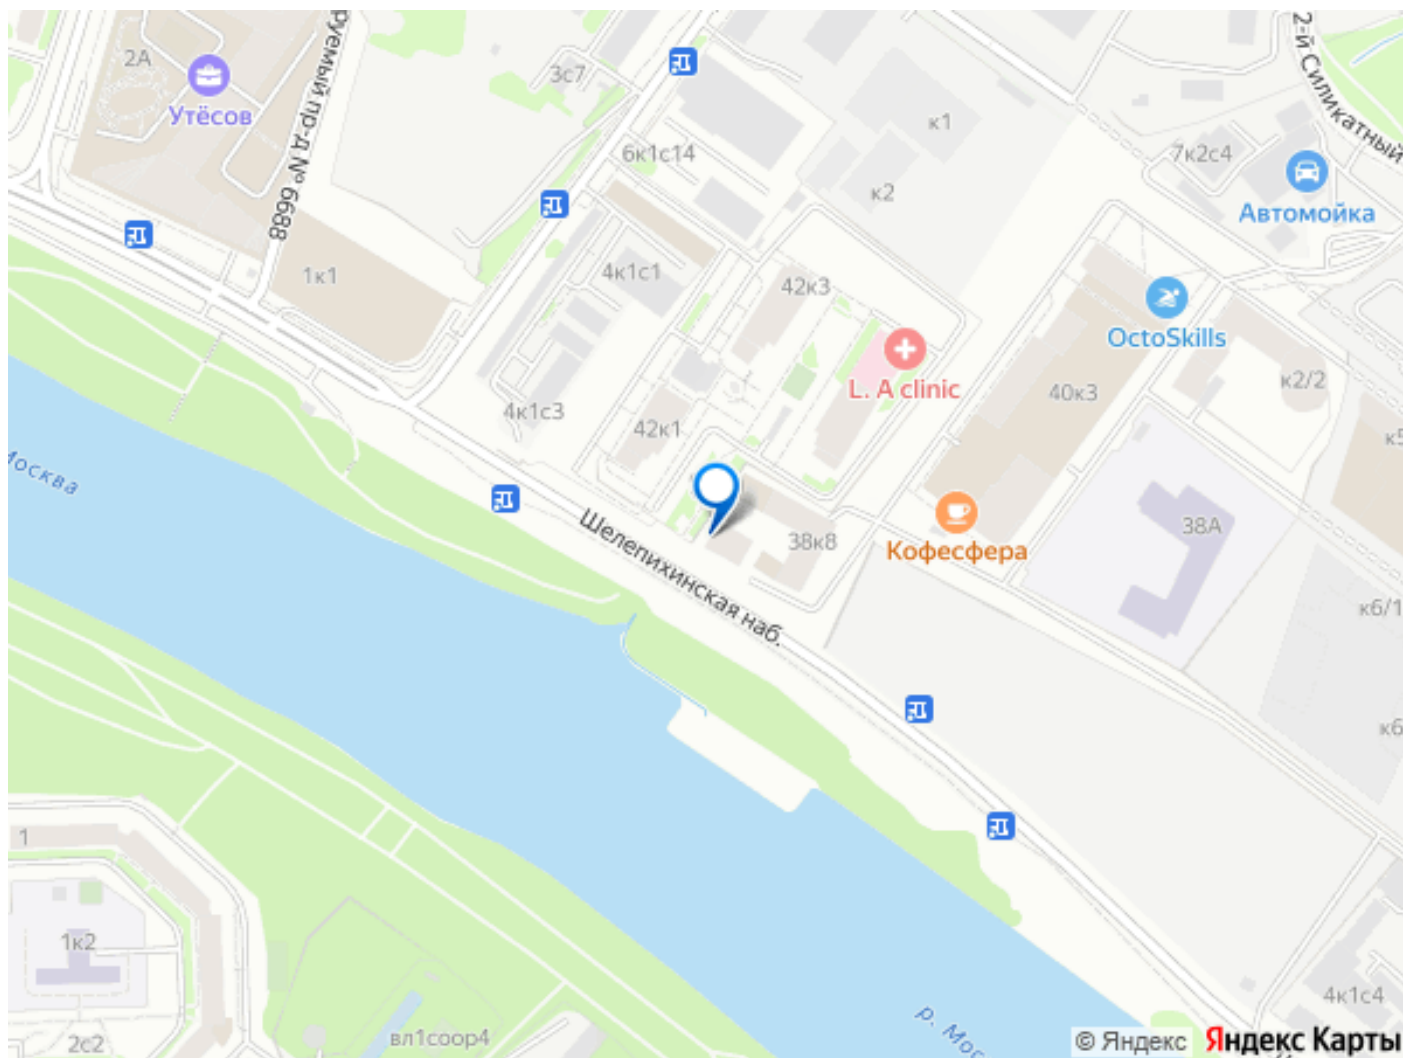 2А
Утёсов
руемый пр-д № 6688
3с7
2-й Силикатный
к1
6к1с14
7к2с4
к2
Автомойка
1к1
4к1с1
42к3
OctoSkills
L. A clinic
40к3
к2/2
4к1с3
42к1
Москва
Шелепихинская наб.
38к8
Кофесфера
38А
к5
к6/1
к6
1
1к2
2с2
вл1соор4
р. Мос
4к1с4
© Яндекс
Яндекс Карты